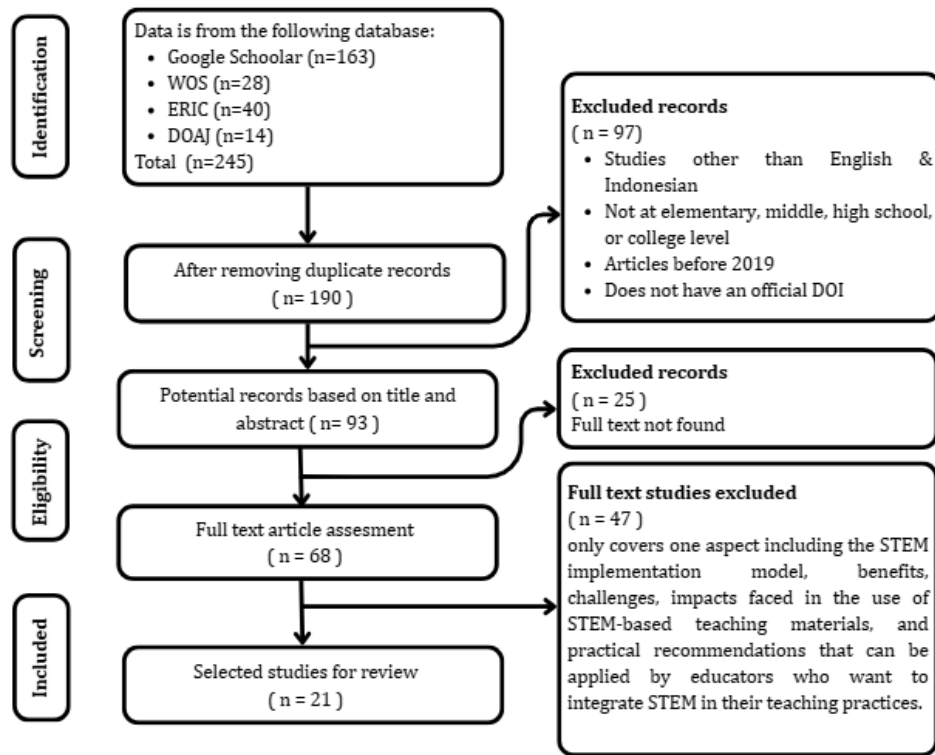 Identification
Data is from the following database:
• Google Schoolar (n=163)
• WOS (n=28)
• ERIC (n=40)
• DOAJ (n=14)
Total (n=245)
Excluded records
( n = 97)
• Studies other than English &
Indonesian
• Not at elementary, middle, high school,
or college level
• Articles before 2019
• Does not have an official DOI
Screening
After removing duplicate records
( n= 190 )
Potential records based on title and
abstract ( n= 93 )
Excluded records
( n = 25 )
Full text not found
Eligibility
Full text article assesment
( n = 68 )
Full text studies excluded
( n = 47 )
only covers one aspect including the STEM
implementation model, benefits,
challenges, impacts faced in the use of
STEM-based teaching materials, and
practical recommendations that can be
applied by educators who want to
integrate STEM in their teaching practices.
Included
Selected studies for review
( n = 21 )